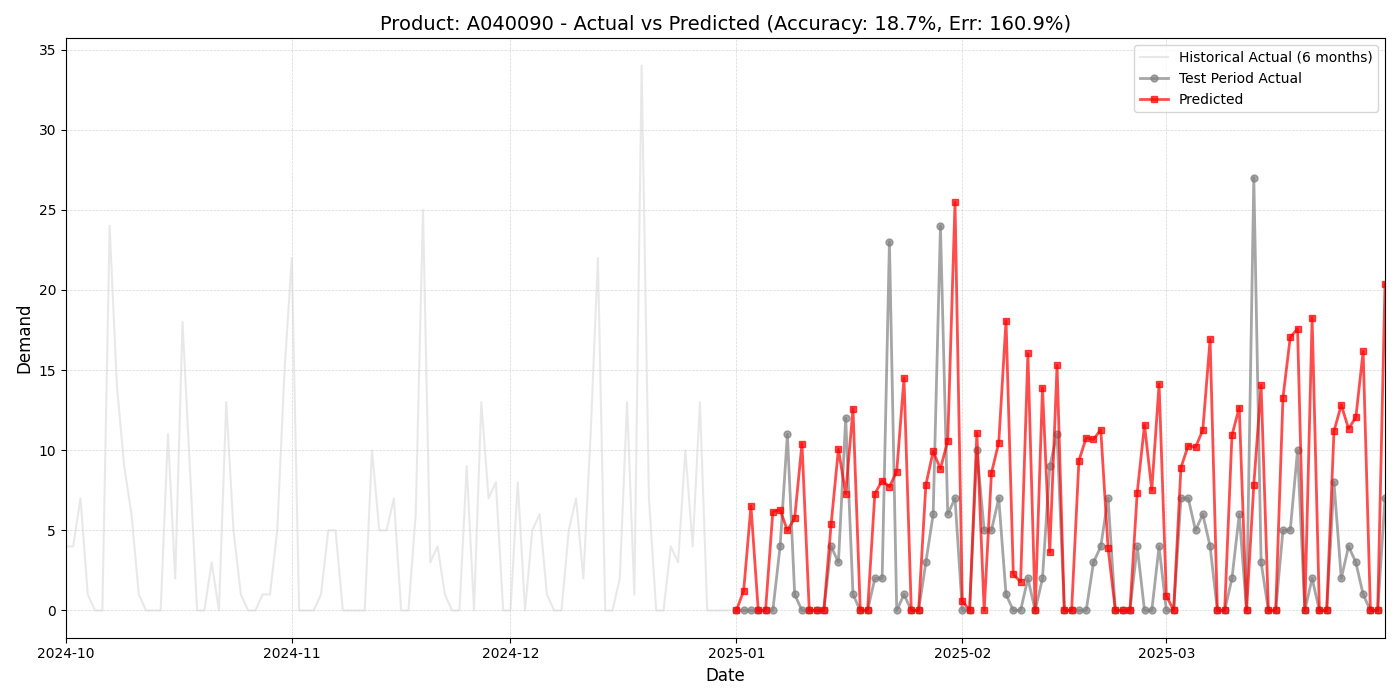 Product: A040090 - Actual vs Predicted (Accuracy: 18.7%, Err: 160.9%)
Historical Actual (6 months)
Test Period Actual
Predicted
Demand
35
30
25
20
15
10
5
0
2024-10
2024-11
2024-12
2025-01
2025-02
2025-03
Date